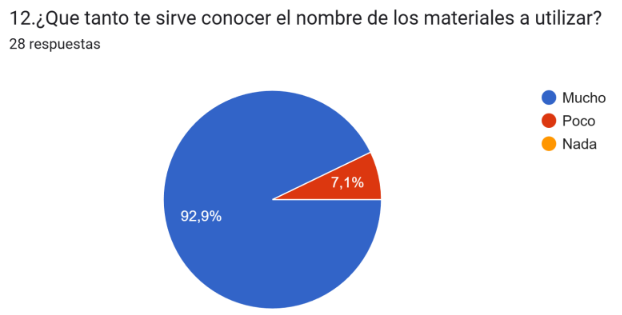 12.¿Que tanto te sirve conocer el nombre de los materiales a utilizar?
28 respuestas
Mucho
Poco
Nada
7,1%
92,9%